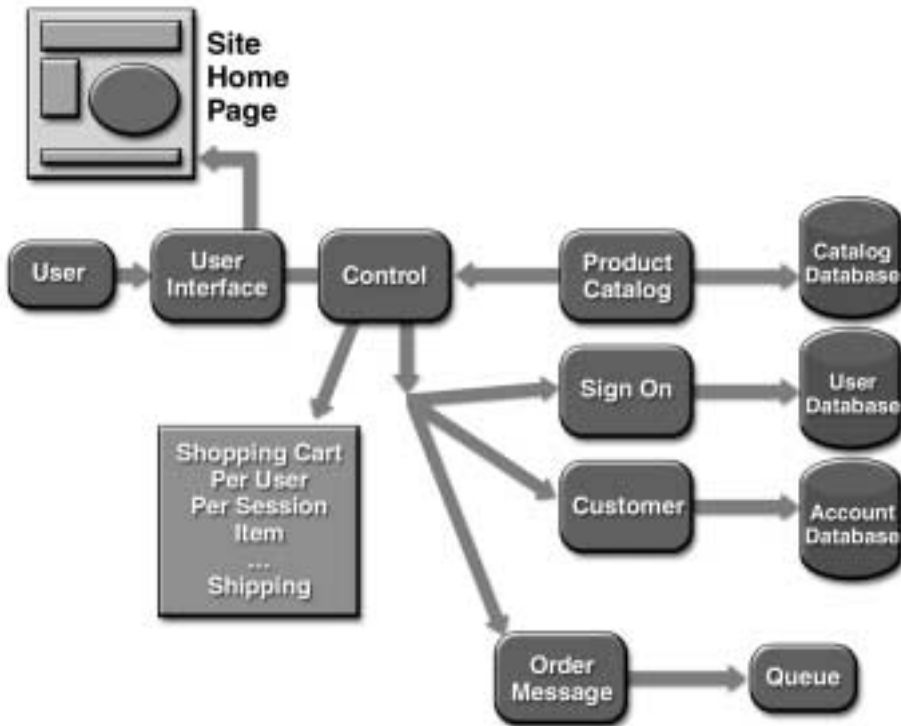 Site
Home
Page
User
User
Interface
Control
Product
Catalog
Catalog
Database
Sign On
User
Database
Shopping Cart
Per User
Per Session
Item
...
Shipping
Customer
Account
Database
Order
Message
Queue